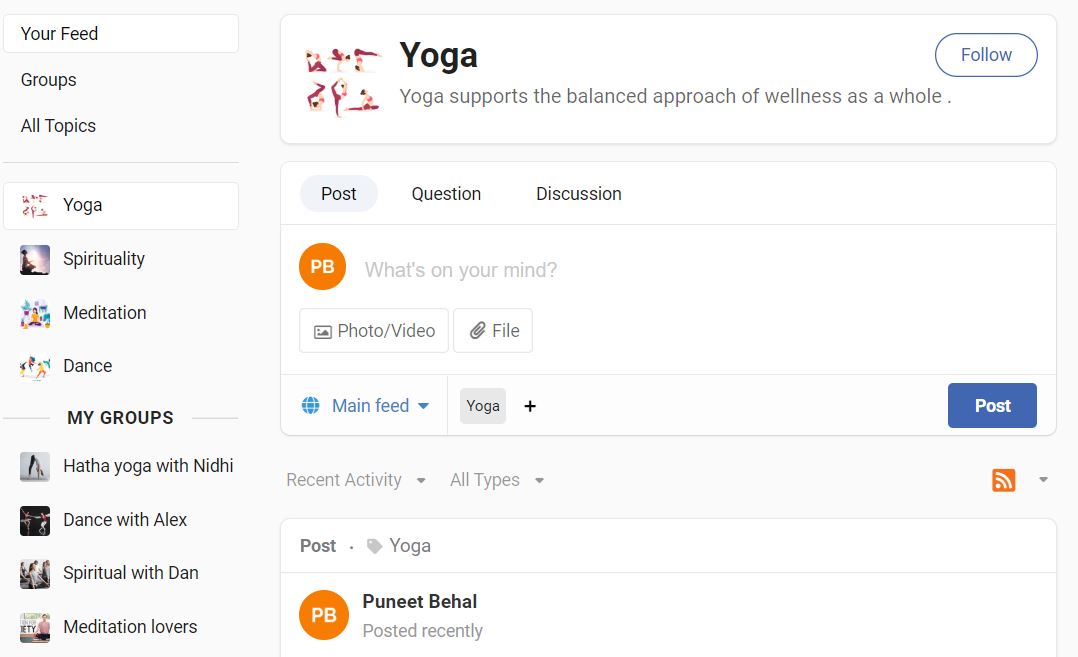 Your Feed
Groups
All Topics
Yoga
Spirituality
Meditation
Dance
MY GROUPS
Hatha yoga with Nidhi
Dance with Alex
Spiritual with Dan
Meditation lovers
Yoga
Follow
Yoga supports the balanced approach of wellness as a whole .
Post Question Discussion
PB What's on your mind?
Photo/Video File
Main feed Yoga + Post
Recent Activity All Types
Post · Yoga
PB Puneet Behal
Posted recently